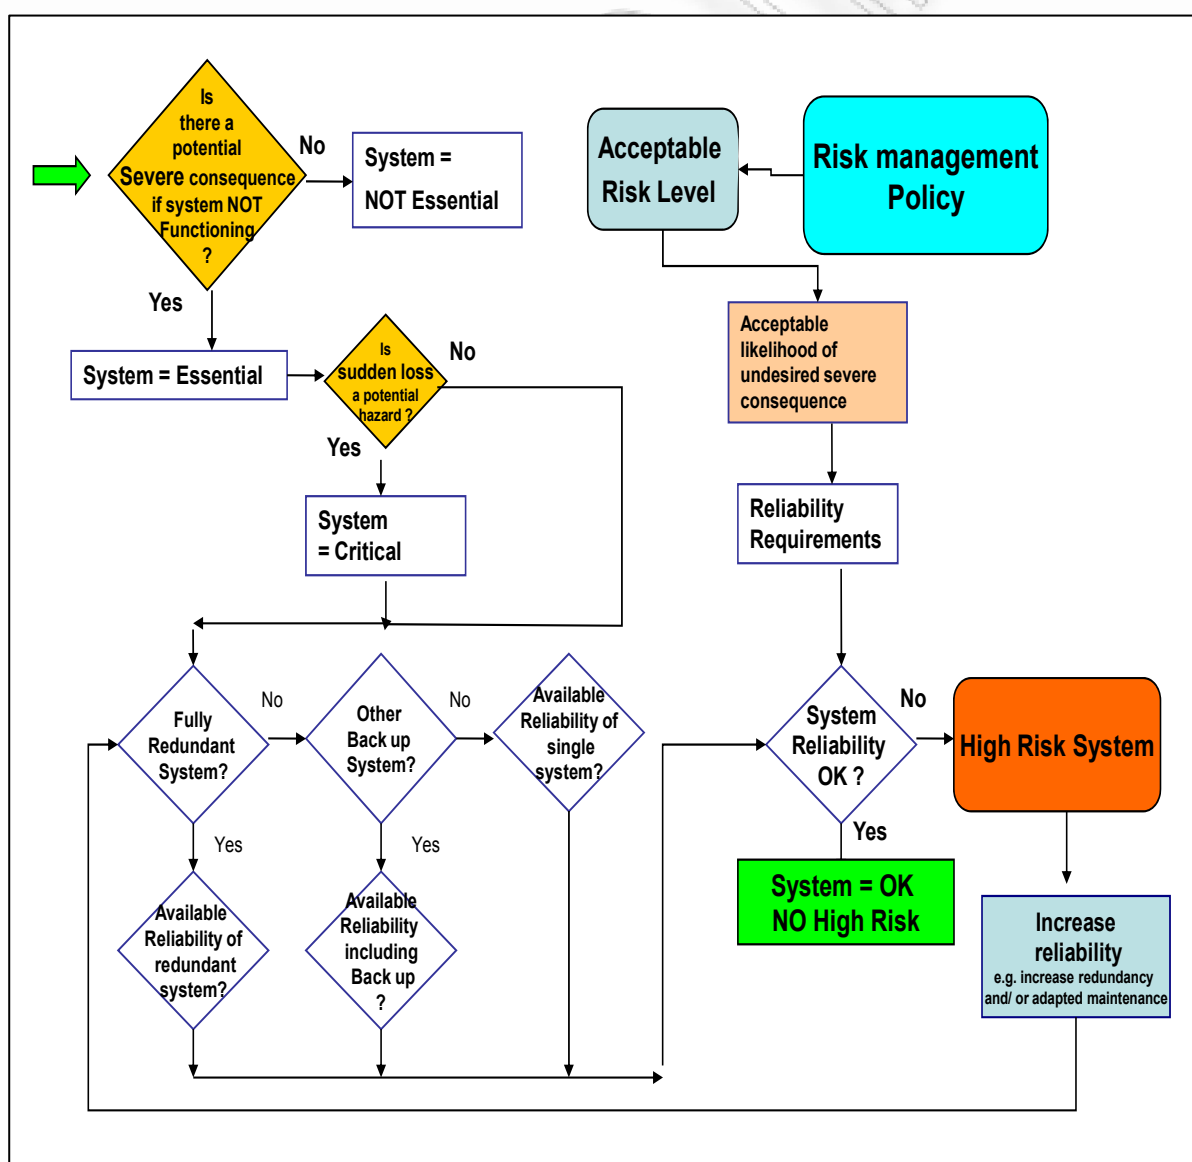 Is
there a
potential
Severe consequence
if system NOT
Functioning
?
No
System =
NOT Essential
Acceptable
Risk Level
Risk management
Policy
Yes
System = Essential
Is
sudden loss
a potential
hazard ?
No
Acceptable
likelihood of
undesired severe
consequence
Yes
System
= Critical
Reliability
Requirements
Fully
Redundant
System?
No
Other
Back up
System?
No
Available
Reliability of
single
system?
System
Reliability
OK ?
No
High Risk System
Yes
Yes
Yes
Available
Reliability of
redundant
system?
Available
Reliability
including
Back up
?
System = OK
NO High Risk
Increase
reliability
e.g. increase redundancy
and/ or adapted maintenance